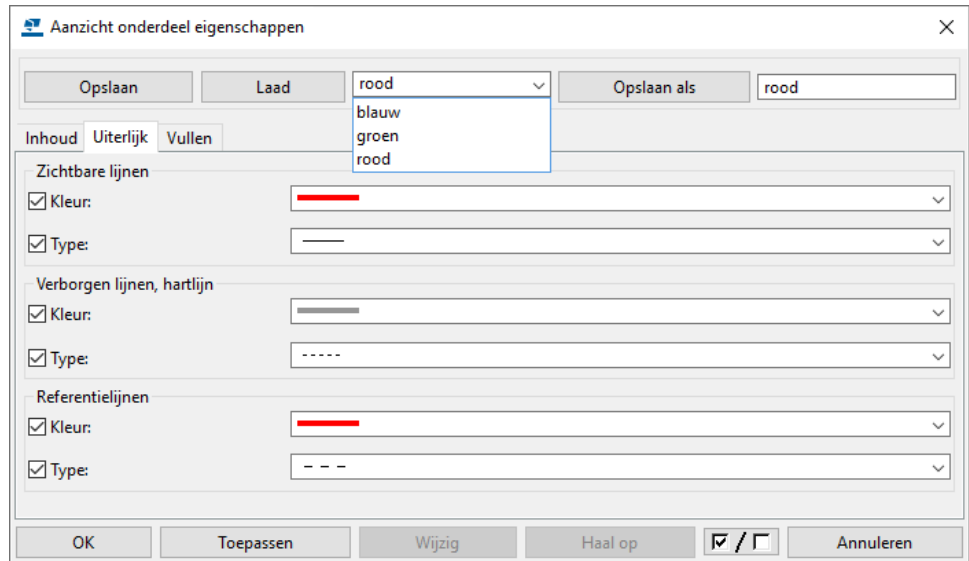 Aanzicht onderdeel eigenschappen
Opslaan Laad rood Opslaan als rood
blauw
groen
rood
Inhoud Uiterlijk Vullen
Zichtbare lijnen
Kleur:
Type:
Verborgen lijnen, hartlijn
Kleur:
Type:
Referentielijnen
Kleur:
Type:
OK Toepassen Wijzig Haal op / Annuleren